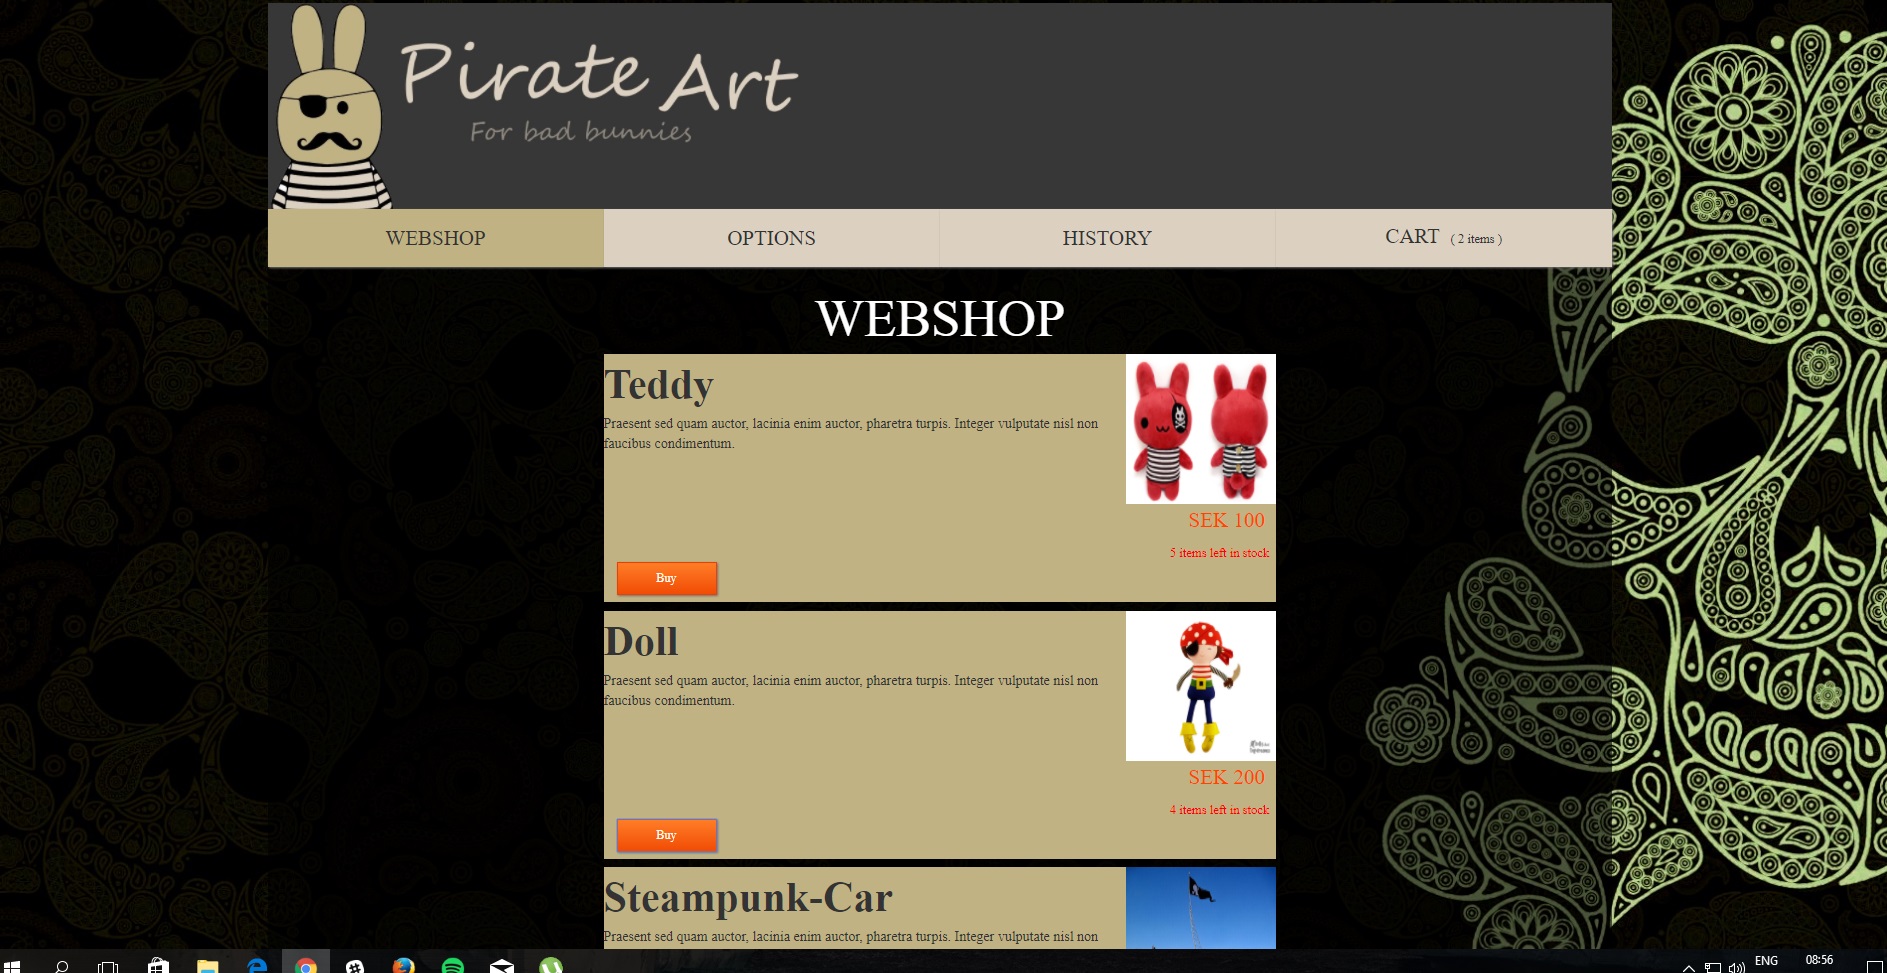 Pirate Art
For bad bunnies
WEBSHOP
OPTIONS
HISTORY
CART ( 2 items )
WEBSHOP
Teddy
Praesent sed quam auctor, lacinia enim auctor, pharetra turpis. Integer vulputate nisl non
faucibus condimentum.
SEK 100
5 items left in stock
Buy
Doll
Praesent sed quam auctor, lacinia enim auctor, pharetra turpis. Integer vulputate nisl non
faucibus condimentum.
SEK 200
4 items left in stock
Buy
Steampunk-Car
Praesent sed quam auctor, lacinia enim auctor, pharetra turpis. Integer vulputate nisl non
ENG
08:56